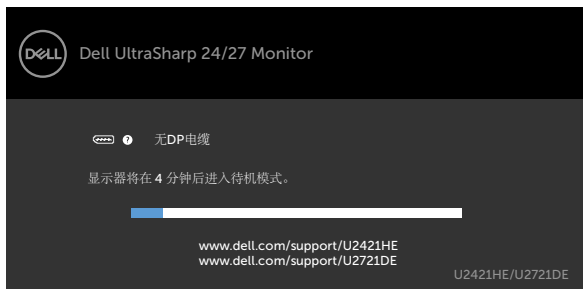 DELL
Dell UltraSharp 24/27 Monitor
? 无DP电缆
显示器将在 4 分钟后进入待机模式。
www.dell.com/support/U2421HE
www.dell.com/support/U2721DE
U2421HE/U2721DE